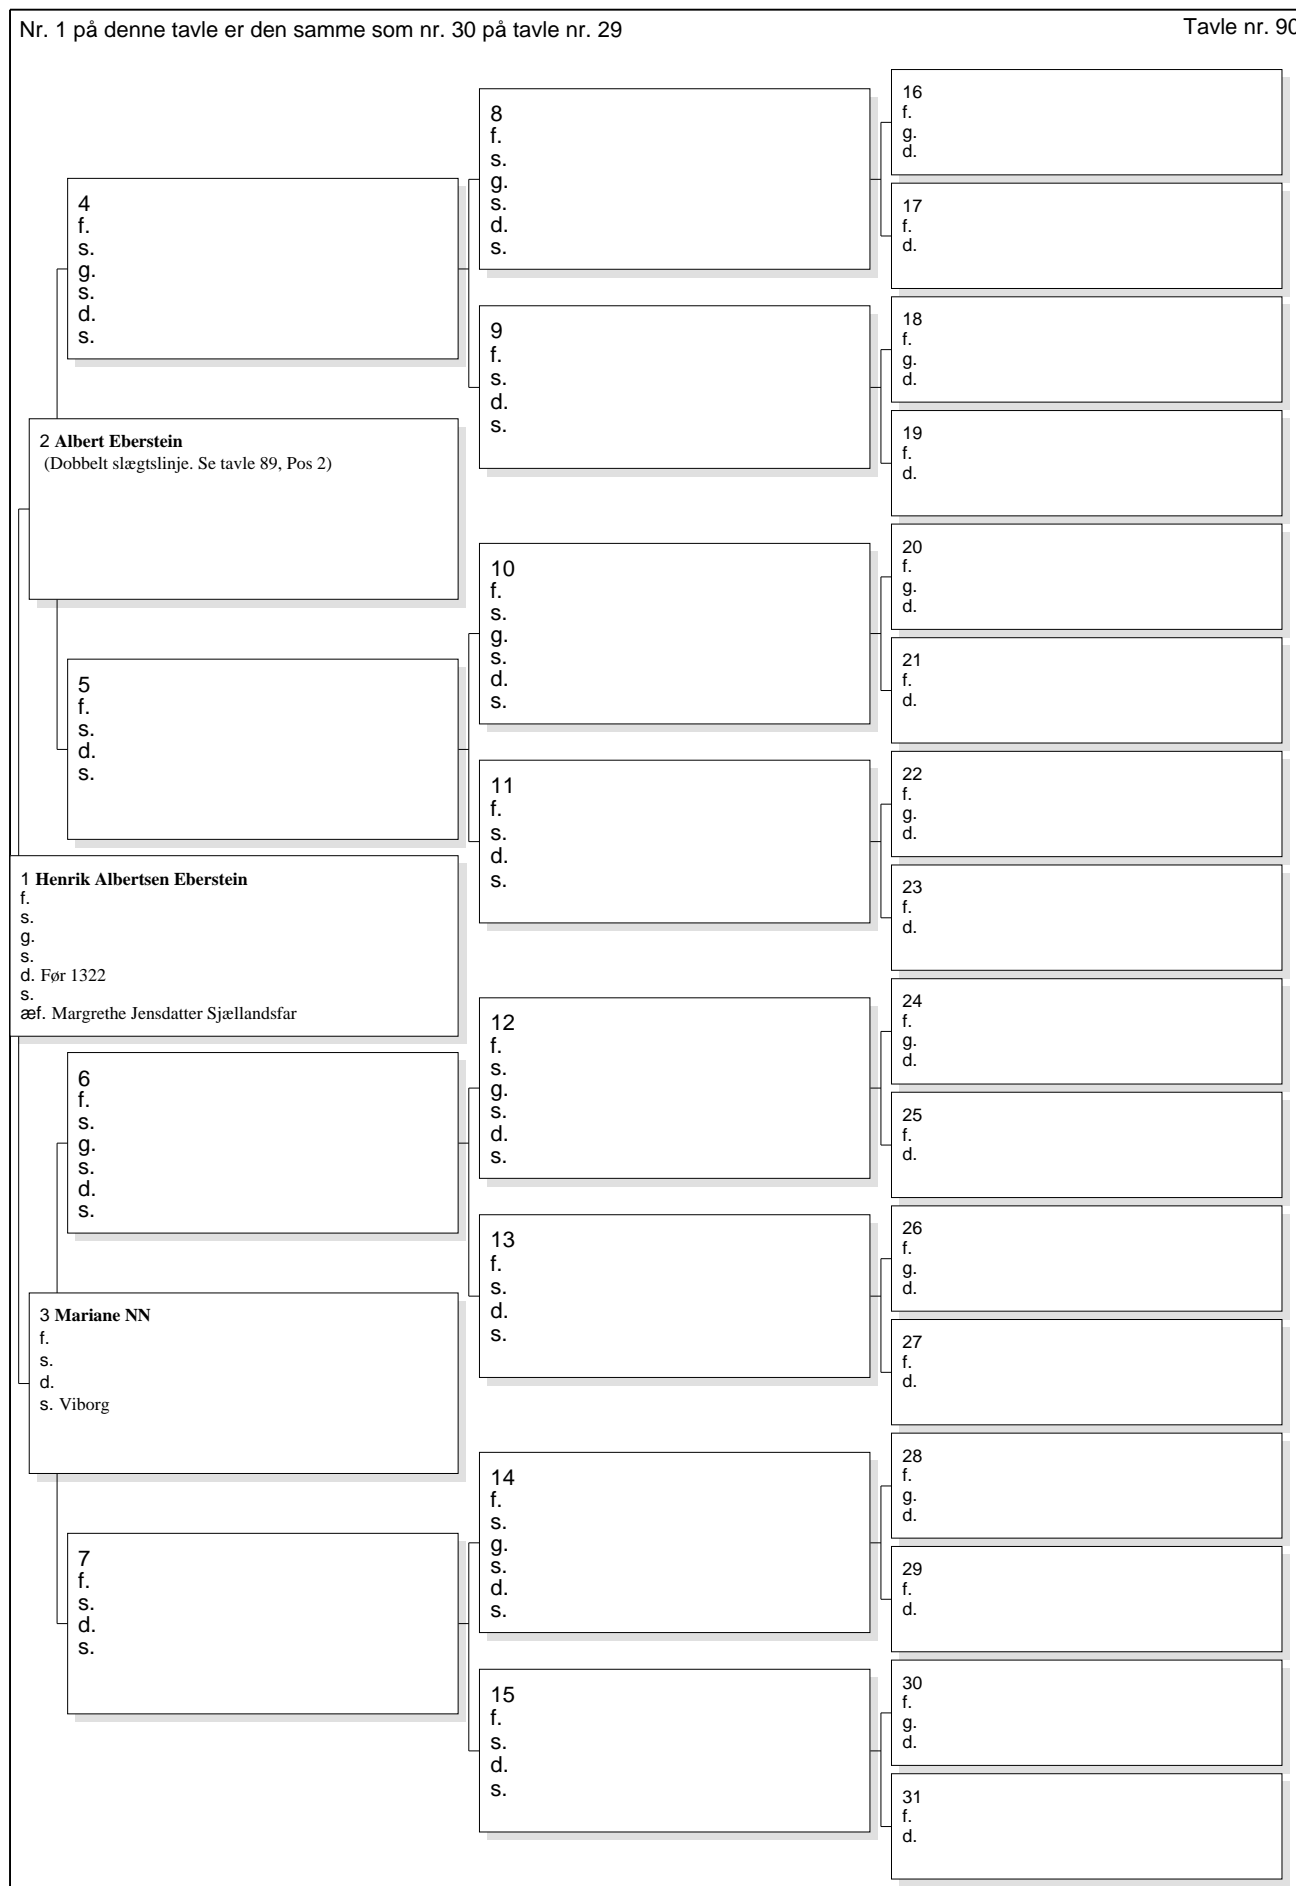 Nr. 1 på denne tavle er den samme som nr. 30 på tavle nr. 29
Tavle nr. 90
4
f.
s.
g.
s.
d.
s.
2 Albert Eberstein
(Dobbelt slægtslinje. Se tavle 89, Pos 2)
5
f.
s.
d.
s.
1 Henrik Albertsen Eberstein
f.
s.
g.
s.
d. Før 1322
s.
æf. Margrethe Jensdatter Sjællandsfar
6
f.
s.
g.
s.
d.
s.
3 Mariane NN
f.
s.
d.
s. Viborg
7
f.
s.
d.
s.
8
f.
s.
g.
s.
d.
s.
9
f.
s.
d.
s.
10
f.
s.
g.
s.
d.
s.
11
f.
s.
d.
s.
12
f.
s.
g.
s.
d.
s.
13
f.
s.
d.
s.
14
f.
s.
g.
s.
d.
s.
15
f.
s.
d.
s.
16
f.
g.
d.
17
f.
d.
18
f.
g.
d.
19
f.
d.
20
f.
g.
d.
21
f.
d.
22
f.
g.
d.
23
f.
d.
24
f.
g.
d.
25
f.
d.
26
f.
g.
d.
27
f.
d.
28
f.
g.
d.
29
f.
d.
30
f.
g.
d.
31
f.
d.